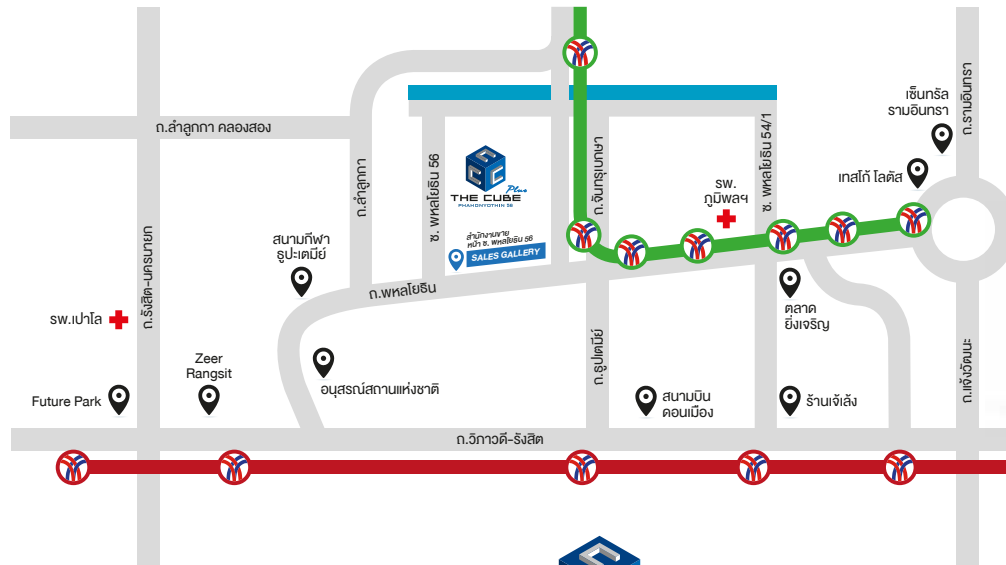 เซ็นทรัล
รามอินทรา
ถ.รามอินทรา
ถ.ลำลูกกา คลองสอง
ถ.ลำลูกกา
ซ. พหลโยธิน 56
THE CUBE
Plus
PHAHONYOTHIN 56
สำนักงานขาย
หน้า ซ. พหลโยธิน 56
SALES GALLERY
ถ.จันทรุเบกษา
รพ.
ภูมิพลฯ
ซ. พหลโยธิน 54/1
เทสโก้ โลตัส
สนามกีฬา
ธูปะเตมีย์
ถ.พหลโยธิน
ถ.รังสิต-นครนายก
รพ.เปาโล
ตลาด
ยิ่งเจริญ
Zeer
Rangsit
อนุสรณ์สถานแห่งชาติ
ถ.ธูปเตมีย์
ถ.แจ้งวัฒนะ
Future Park
สนามบิน
ดอนเมือง
ร้านเจ้เล้ง
ถ.วิภาวดี-รังสิต